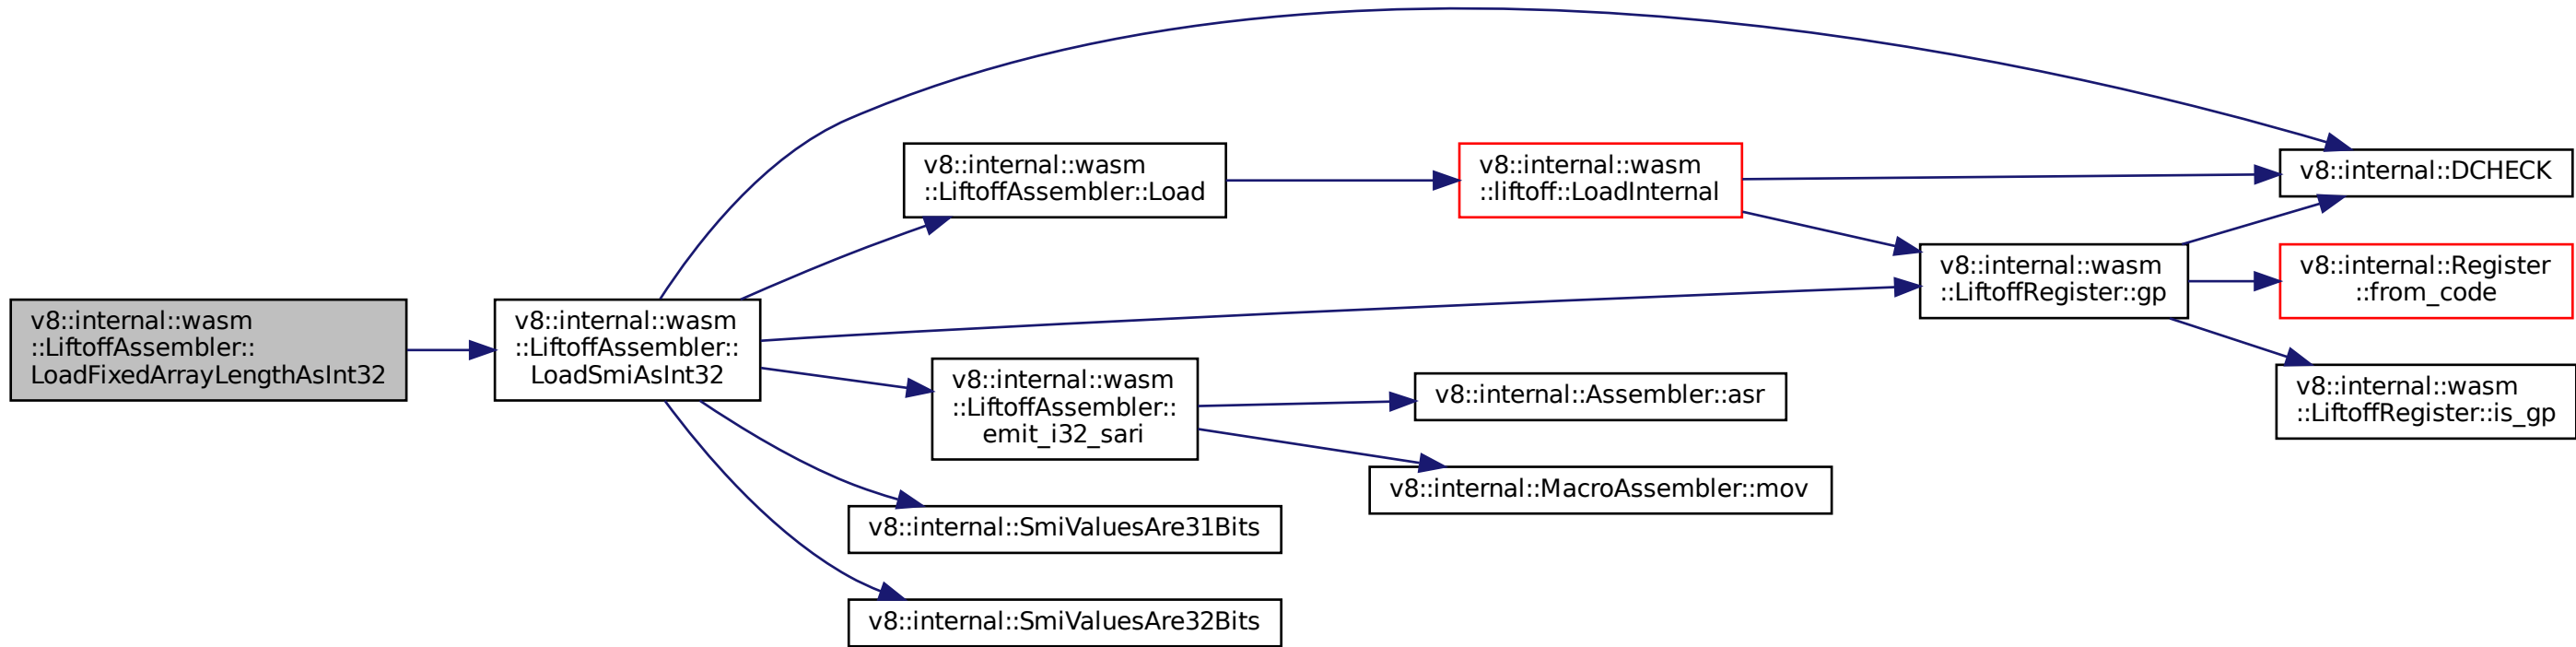 v8::internal::wasm
::LiftoffAssembler::
LoadFixedArrayLengthAsInt32
v8::internal::wasm
::LiftoffAssembler::
LoadSmiAsInt32
v8::internal::wasm
::LiftoffAssembler::Load
v8::internal::wasm
::liftoff::LoadInternal
v8::internal::DCHECK
v8::internal::wasm
::LiftoffRegister::gp
v8::internal::Register
::from_code
v8::internal::wasm
::LiftoffRegister::is_gp
v8::internal::wasm
::LiftoffAssembler::
emit_i32_sari
v8::internal::Assembler::asr
v8::internal::MacroAssembler::mov
v8::internal::SmiValuesAre31Bits
v8::internal::SmiValuesAre32Bits